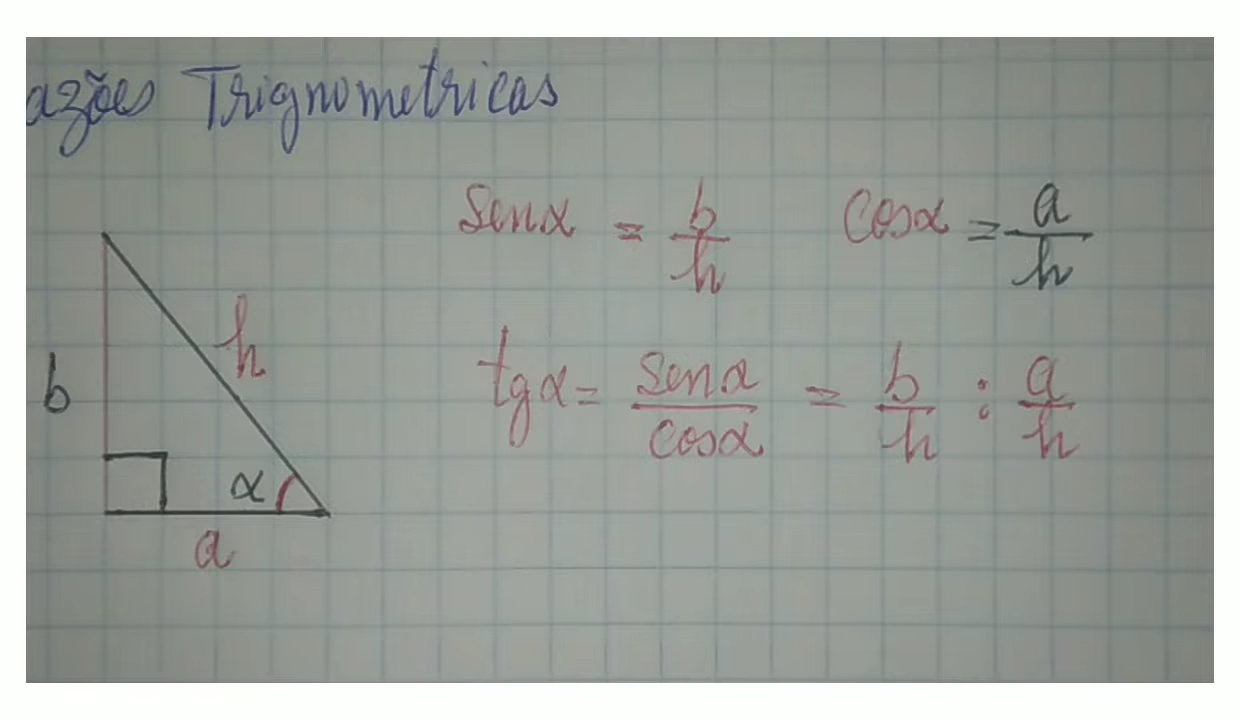 azões Trignometricas
senα = b/h cosα = a/h
h
tgα = senα/cosα = b/h : a/h
b
α
a